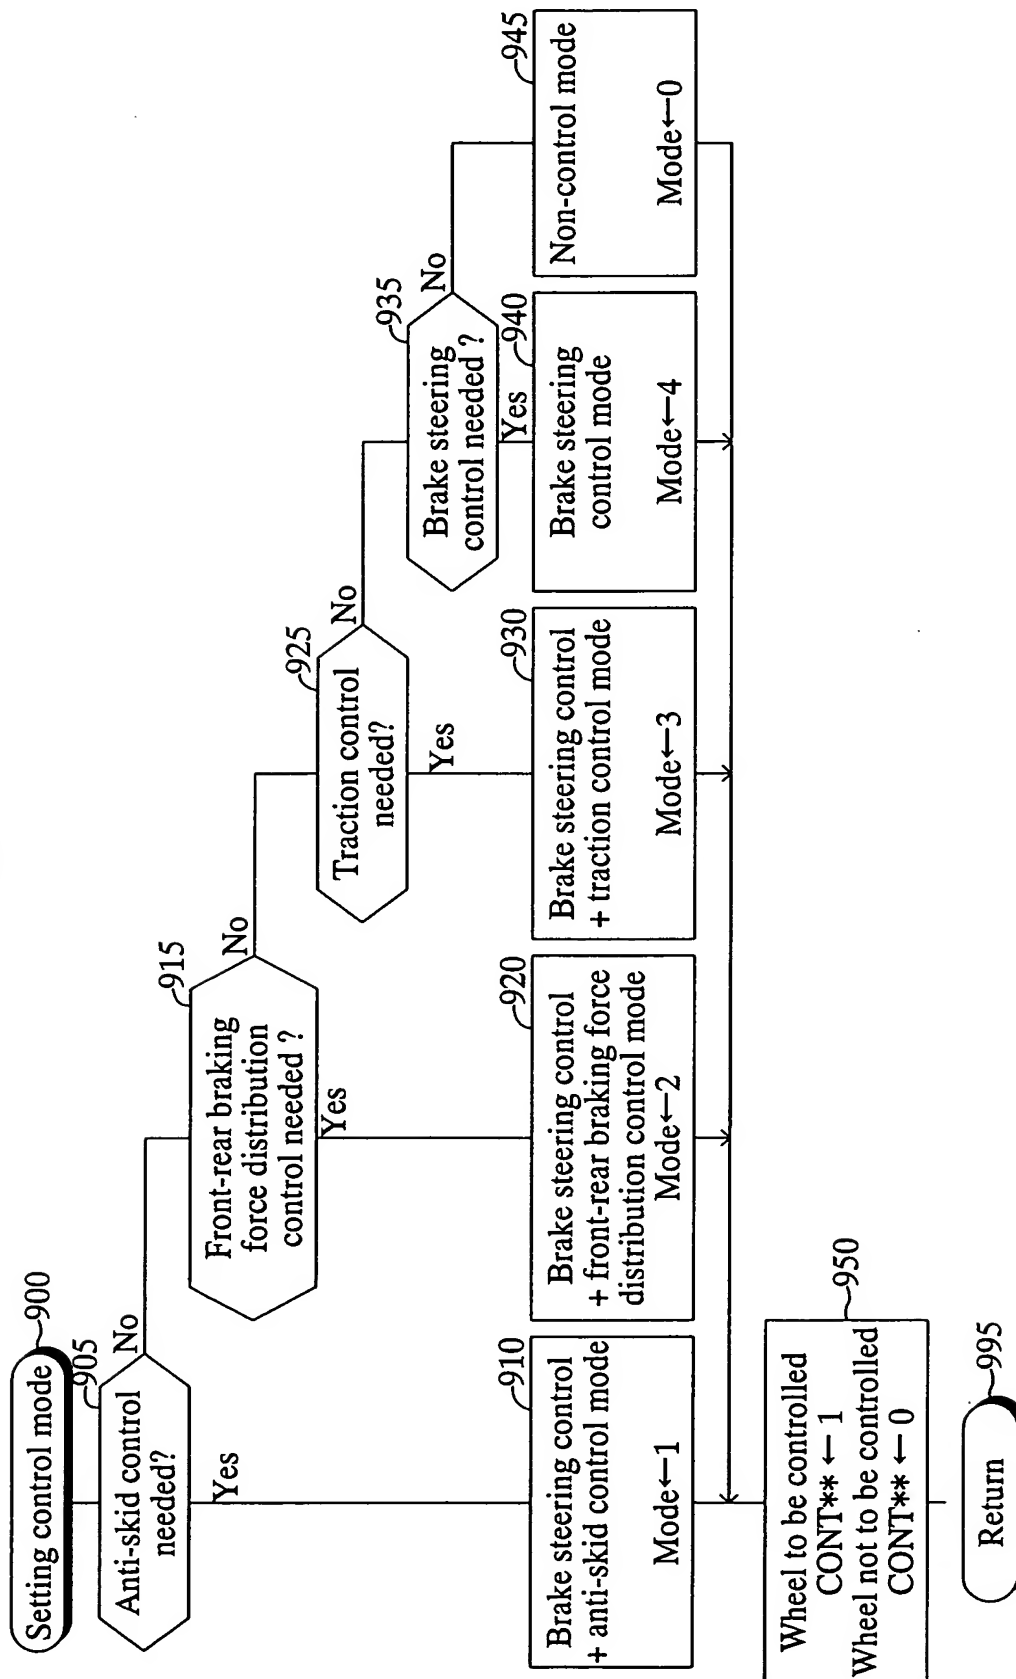 Setting control mode
900
Anti-skid control
needed?
905
No
Yes
Front-rear braking
force distribution
control needed ?
915
No
Yes
Traction control
needed?
925
No
Yes
Brake steering
control needed ?
935
No
Yes
Brake steering control
+ anti-skid control mode
Mode←1
910
Brake steering control
+ front-rear braking force
distribution control mode
Mode←2
920
Brake steering control
+ traction control mode
Mode←3
930
Brake steering
control mode
Mode←4
940
Non-control mode
Mode←0
945
Wheel to be controlled
CONT** ← 1
Wheel not to be controlled
CONT** ← 0
950
Return
995